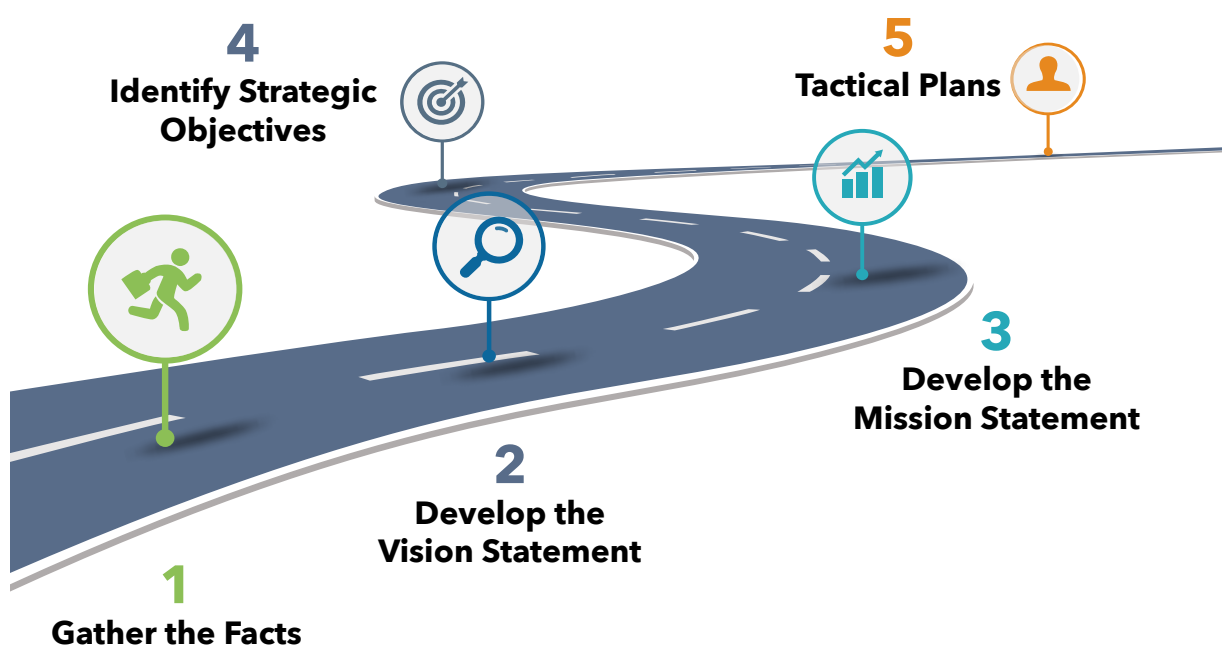 4
Identify Strategic
Objectives
5
Tactical Plans
3
Develop the
Mission Statement
2
Develop the
Vision Statement
1
Gather the Facts